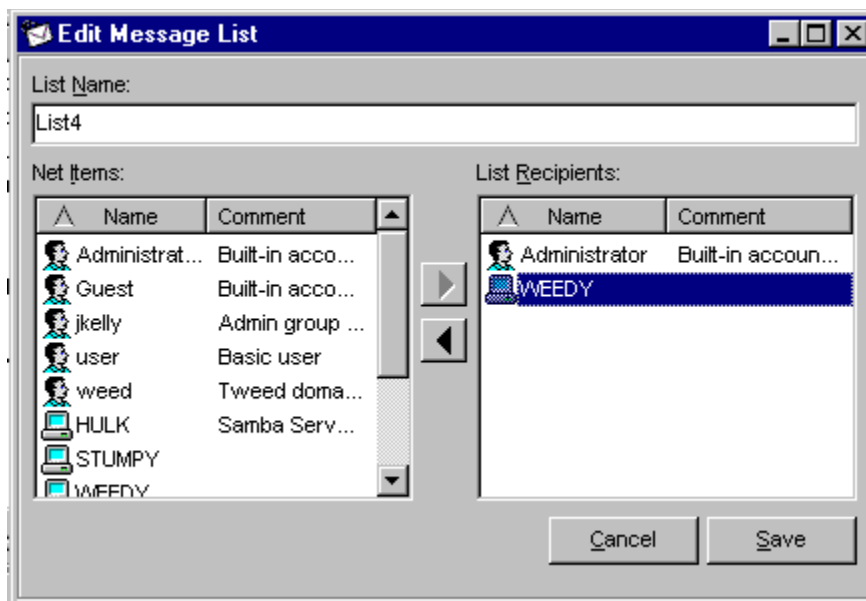 Edit Message List
List Name:
List4
Net Items:
List Recipients:
Name Comment
Administrat... Built-in acco...
Guest Built-in acco...
jkelly Admin group ...
user Basic user
weed Tweed doma...
HULK Samba Serv...
STUMPY
WEEDY
Name Comment
Administrator Built-in accoun...
WEEDY
Cancel Save